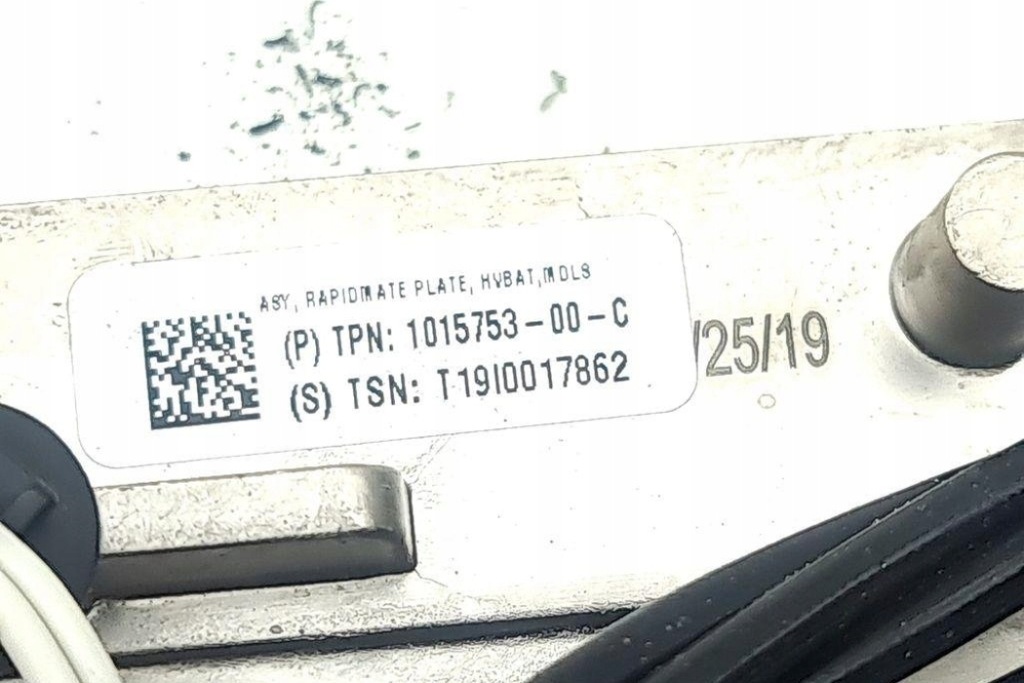 ASY, RAPIDMATE PLATE, HVBAT,MDLS
(P) TPN: 1015753-00-C
(S) TSN: T19I0017862
/25/19